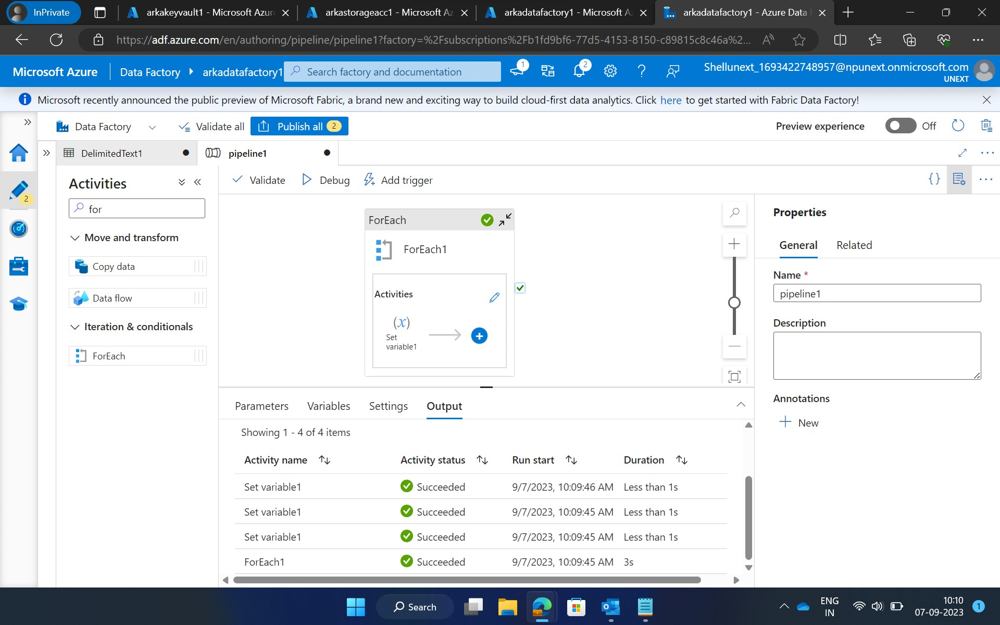 InPrivate
arkakeyvault1 - Microsoft Azur
arkastorageacc1 - Microsoft Az
arkadatafactory1 - Microsoft Az
arkadatafactory1 - Azure Data
https://adf.azure.com/en/authoring/pipeline/pipeline1?factory=%2Fsubscriptions%2Fb1fd9bf6-77d5-4153-8150-c89815c8c46a%2...
Microsoft Azure
Data Factory
arkadatafactory1
Search factory and documentation
1
2
Shellunext_1693422748957@npunext.onmicrosoft.com
UNEXT
Microsoft recently announced the public preview of Microsoft Fabric, a brand new and exciting way to build cloud-first data analytics. Click here to get started with Fabric Data Factory!
Data Factory
Validate all
Publish all 2
Preview experience
Off
DelimitedText1
pipeline1
2
Activities
for
Move and transform
Copy data
Data flow
Iteration & conditionals
ForEach
Validate
Debug
Add trigger
{}
ForEach
ForEach1
Activities
(x)
Set
variable1
Properties
General
Related
Name *
pipeline1
Description
Annotations
New
Parameters
Variables
Settings
Output
Showing 1 - 4 of 4 items
Activity name
Activity status
Run start
Duration
Set variable1 Succeeded 9/7/2023, 10:09:46 AM Less than 1s
Set variable1 Succeeded 9/7/2023, 10:09:45 AM Less than 1s
Set variable1 Succeeded 9/7/2023, 10:09:45 AM Less than 1s
ForEach1 Succeeded 9/7/2023, 10:09:45 AM 3s
Search
ENG
IN
10:10
07-09-2023
1